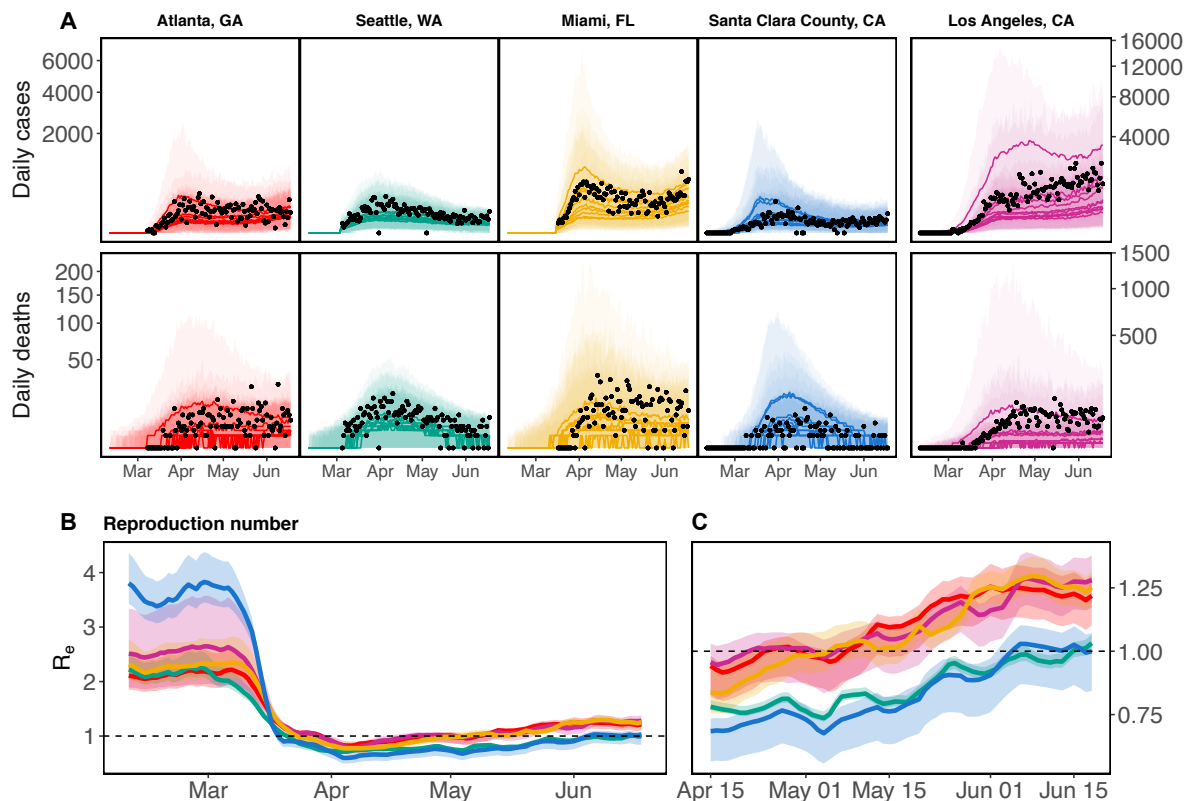 A
Atlanta, GA
Seattle, WA
Miami, FL
Santa Clara County, CA
Los Angeles, CA
Daily cases
6000
4000
2000
16000
12000
8000
4000
Daily deaths
200
150
100
50
1500
1000
500
Mar Apr May Jun
Mar Apr May Jun
Mar Apr May Jun
Mar Apr May Jun
Mar Apr May Jun
B Reproduction number
Re
4
3
2
1
Mar Apr May Jun
C
1.25
1.00
0.75
Apr 15 May 01 May 15 Jun 01 Jun 15